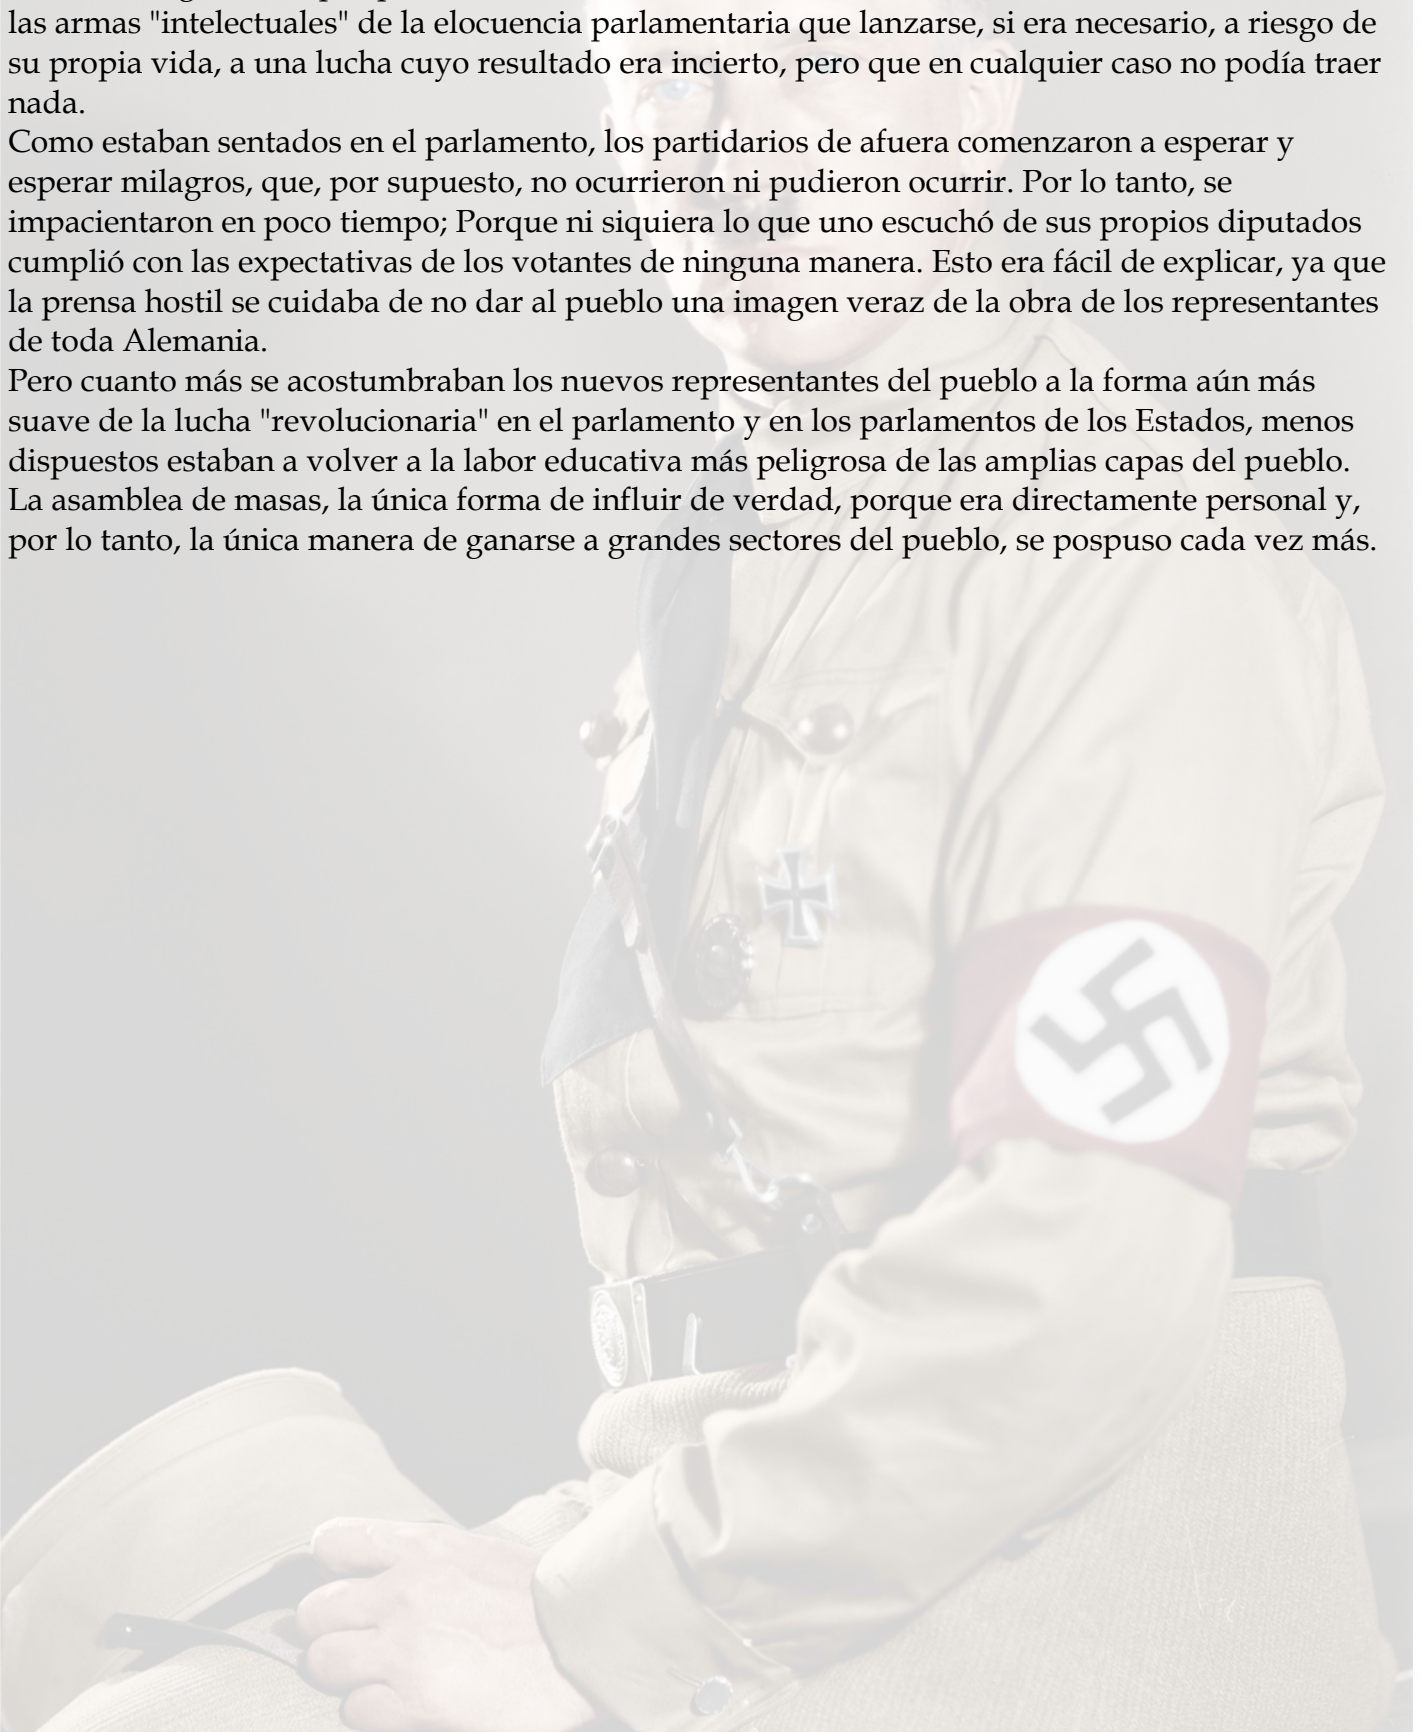 las armas "intelectuales" de la elocuencia parlamentaria que lanzarse, si era necesario, a riesgo de
su propia vida, a una lucha cuyo resultado era incierto, pero que en cualquier caso no podía traer
nada.
Como estaban sentados en el parlamento, los partidarios de afuera comenzaron a esperar y
esperar milagros, que, por supuesto, no ocurrieron ni pudieron ocurrir. Por lo tanto, se
impacientaron en poco tiempo; Porque ni siquiera lo que uno escuchó de sus propios diputados
cumplió con las expectativas de los votantes de ninguna manera. Esto era fácil de explicar, ya que
la prensa hostil se cuidaba de no dar al pueblo una imagen veraz de la obra de los representantes
de toda Alemania.
Pero cuanto más se acostumbraban los nuevos representantes del pueblo a la forma aún más
suave de la lucha "revolucionaria" en el parlamento y en los parlamentos de los Estados, menos
dispuestos estaban a volver a la labor educativa más peligrosa de las amplias capas del pueblo.
La asamblea de masas, la única forma de influir de verdad, porque era directamente personal y,
por lo tanto, la única manera de ganarse a grandes sectores del pueblo, se pospuso cada vez más.